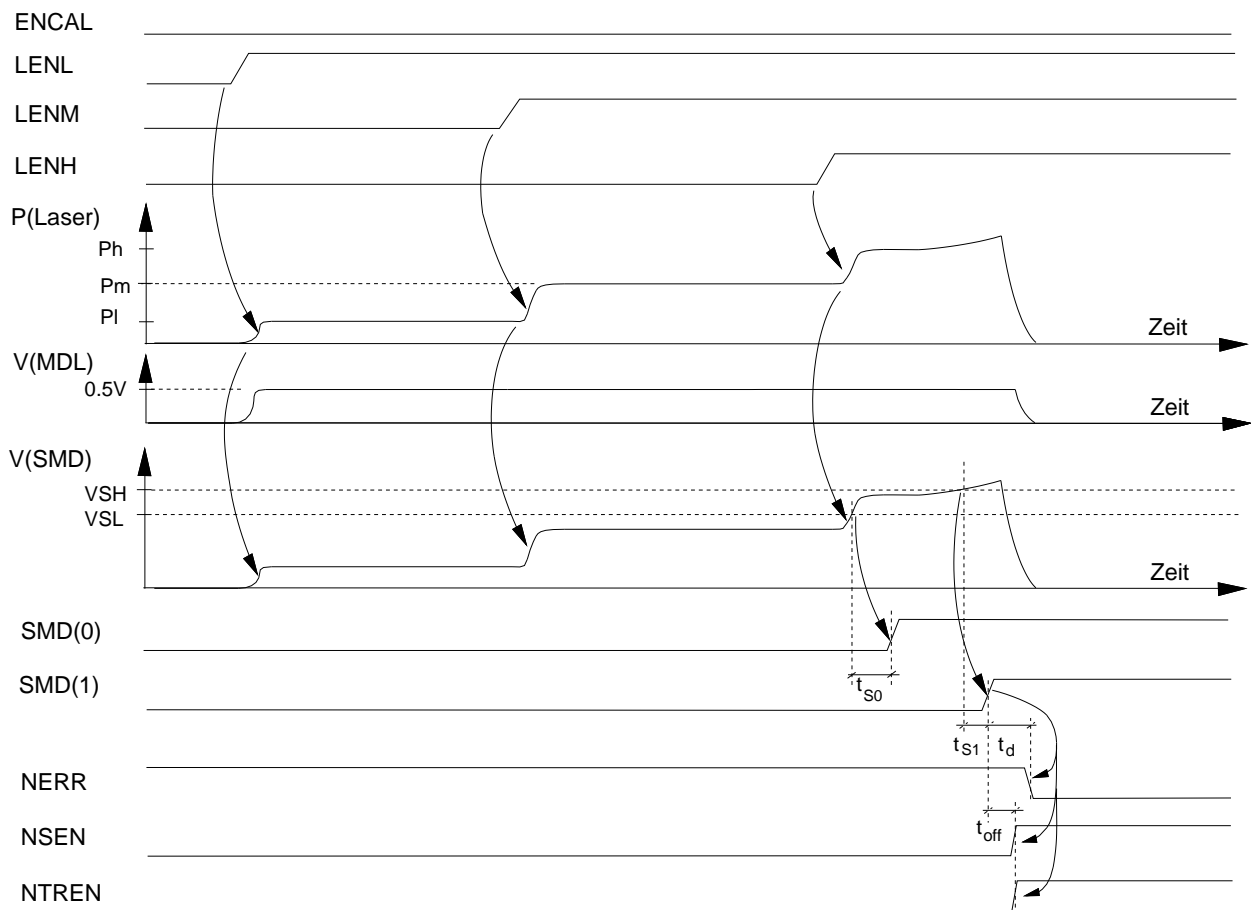 ENCAL
LENL
LENM
LENH
P(Laser)
Ph
Pm
Pl
Zeit
V(MDL)
0.5V
Zeit
V(SMD)
VSH
VSL
Zeit
SMD(0)
tS0
SMD(1)
tS1
td
NERR
toff
NSEN
NTREN